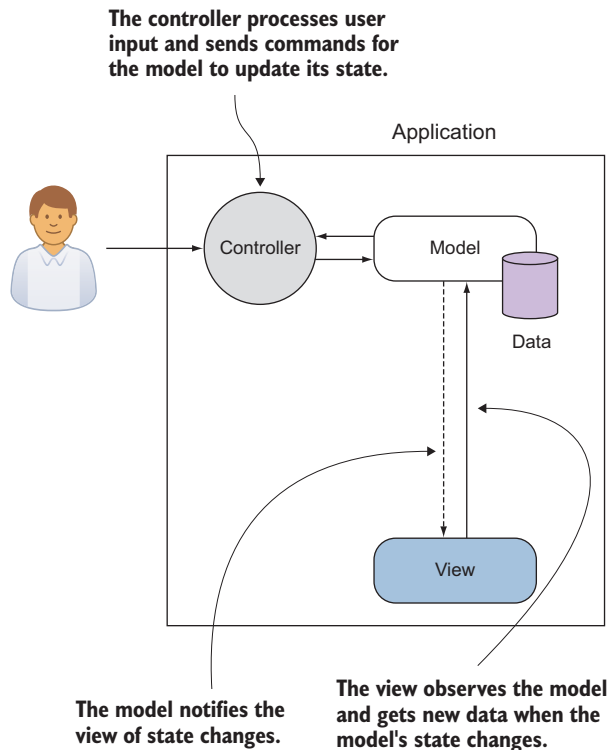 The controller processes user
input and sends commands for
the model to update its state.
Application
Controller
Model
Data
View
The model notifies the
view of state changes.
The view observes the model
and gets new data when the
model's state changes.